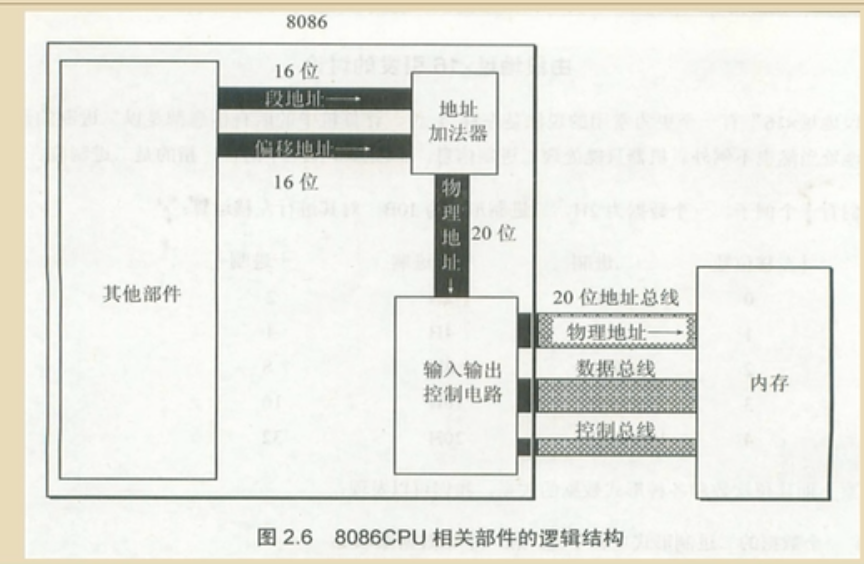 8086
16 位
段地址→
偏移地址→
16 位
地址
加法器
物理地址↓
20 位
其他部件
输入输出
控制电路
20 位地址总线
物理地址→
数据总线
控制总线
内存
图 2.6 8086CPU 相关部件的逻辑结构